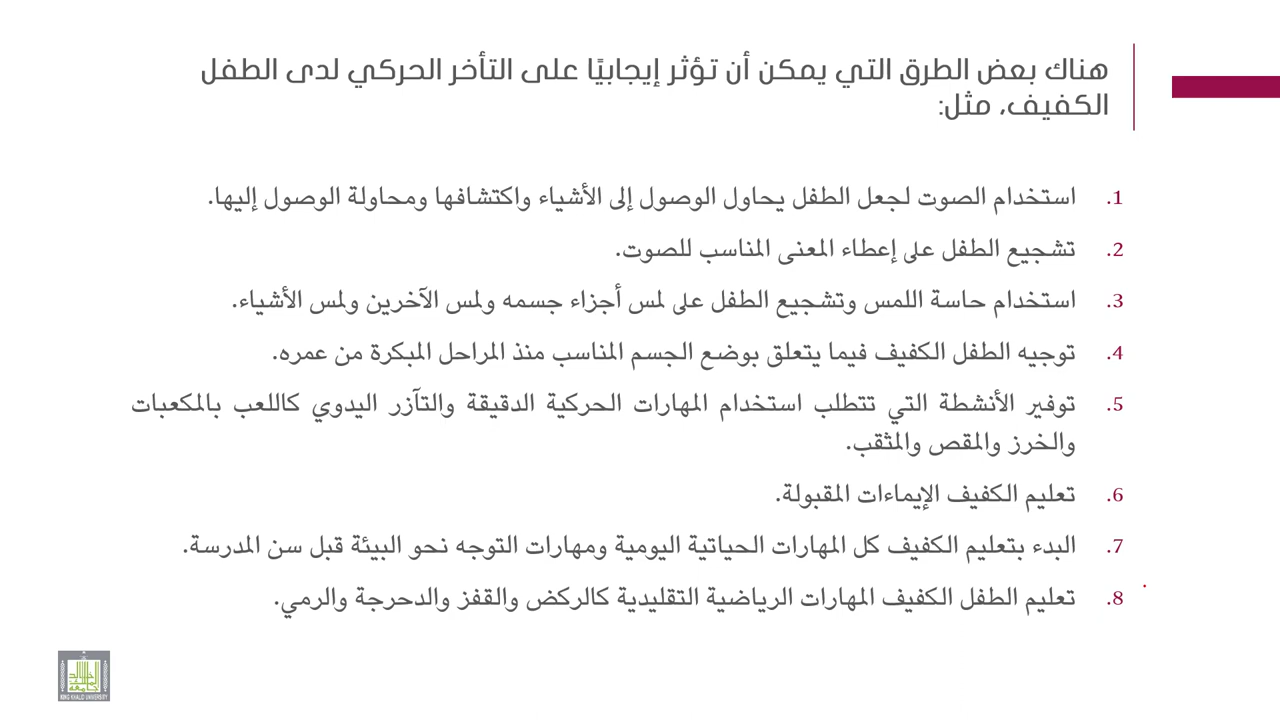 هناك بعض الطرق التي يمكن أن تؤثر إيجابيًا على التأخر الحركي لدى الطفل
الكفيف، مثل:
1. استخدام الصوت لجعل الطفل يحاول الوصول إلى الأشياء واكتشافها ومحاولة الوصول إليها.
2. تشجيع الطفل على إعطاء المعنى المناسب للصوت.
3. استخدام حاسة اللمس وتشجيع الطفل على لمس أجزاء جسمه ولمس الآخرين ولمس الأشياء.
4. توجيه الطفل الكفيف فيما يتعلق بوضع الجسم المناسب منذ المراحل المبكرة من عمره.
5. توفير الأنشطة التي تتطلب استخدام المهارات الحركية الدقيقة والتآزر اليدوي كاللعب بالمكعبات
والخرز والمقص والمثقب.
6. تعليم الكفيف الإيماءات المقبولة.
7. البدء بتعليم الكفيف كل المهارات الحياتية اليومية ومهارات التوجه نحو البيئة قبل سن المدرسة.
8. تعليم الطفل الكفيف المهارات الرياضية التقليدية كالركض والقفز والدحرجة والرمي.
KING KHALID UNIVERSITY